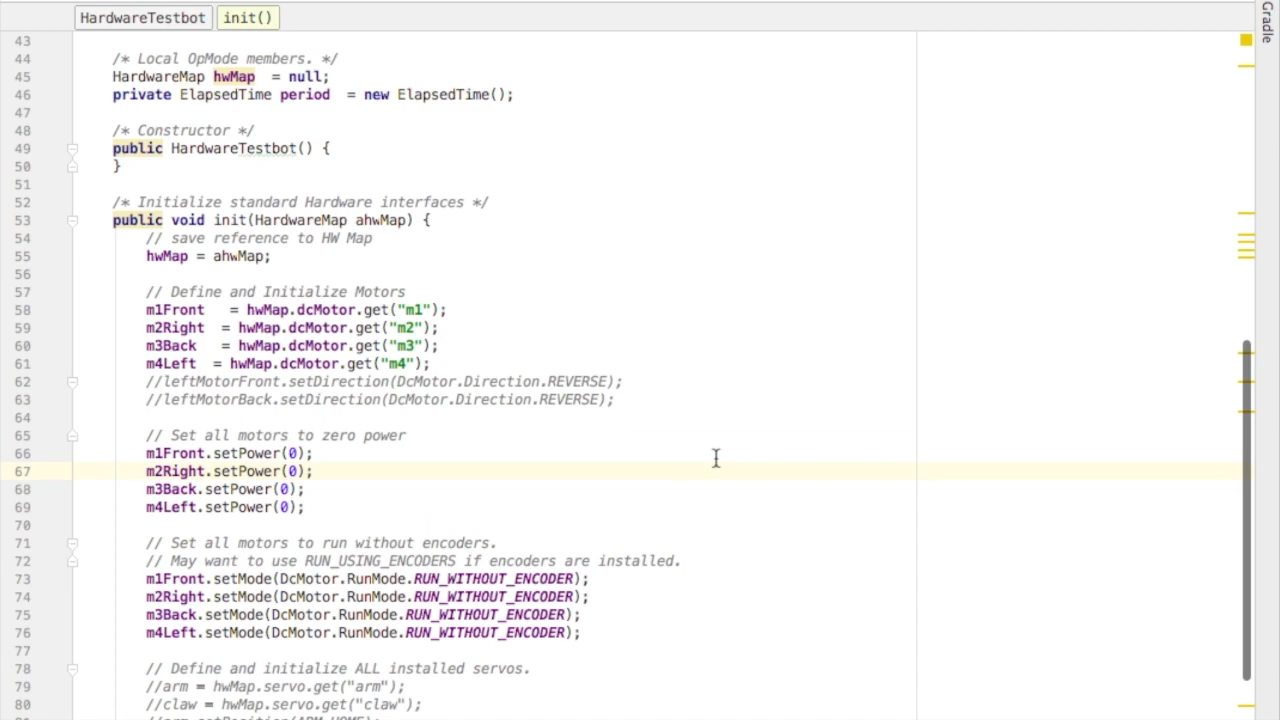 HardwareTestbot init()
Gradle
43
44 /* Local OpMode members. */
45 HardwareMap hwMap  = null;
46 private ElapsedTime period  = new ElapsedTime();
47
48 /* Constructor */
49 public HardwareTestbot() {
50 }
51
52 /* Initialize standard Hardware interfaces */
53 public void init(HardwareMap ahwMap) {
54 // save reference to HW Map
55 hwMap = ahwMap;
56
57 // Define and Initialize Motors
58 m1Front   = hwMap.dcMotor.get("m1");
59 m2Right  = hwMap.dcMotor.get("m2");
60 m3Back   = hwMap.dcMotor.get("m3");
61 m4Left  = hwMap.dcMotor.get("m4");
62 //leftMotorFront.setDirection(DcMotor.Direction.REVERSE);
63 //leftMotorBack.setDirection(DcMotor.Direction.REVERSE);
64
65 // Set all motors to zero power
66 m1Front.setPower(0);
67 m2Right.setPower(0);
68 m3Back.setPower(0);
69 m4Left.setPower(0);
70
71 // Set all motors to run without encoders.
72 // May want to use RUN_USING_ENCODERS if encoders are installed.
73 m1Front.setMode(DcMotor.RunMode.RUN_WITHOUT_ENCODER);
74 m2Right.setMode(DcMotor.RunMode.RUN_WITHOUT_ENCODER);
75 m3Back.setMode(DcMotor.RunMode.RUN_WITHOUT_ENCODER);
76 m4Left.setMode(DcMotor.RunMode.RUN_WITHOUT_ENCODER);
77
78 // Define and initialize ALL installed servos.
79 //arm = hwMap.servo.get("arm");
80 //claw = hwMap.servo.get("claw");
//arm.setPosition(ARM_HOME);